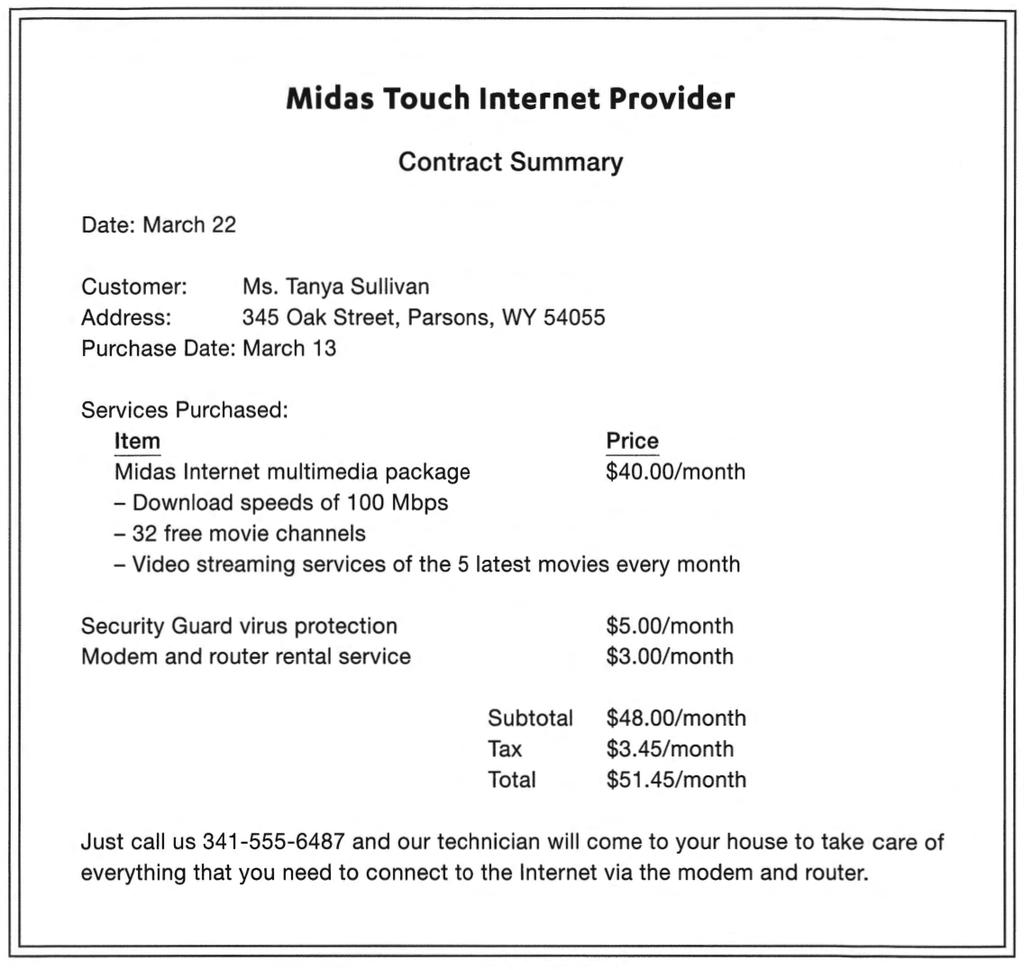 Midas Touch Internet Provider
Contract Summary
Date: March 22
Customer: Ms. Tanya Sullivan
Address: 345 Oak Street, Parsons, WY 54055
Purchase Date: March 13
Services Purchased:
Item Price
Midas Internet multimedia package $40.00/month
– Download speeds of 100 Mbps
– 32 free movie channels
– Video streaming services of the 5 latest movies every month
Security Guard virus protection $5.00/month
Modem and router rental service $3.00/month
Subtotal $48.00/month
Tax $3.45/month
Total $51.45/month
Just call us 341-555-6487 and our technician will come to your house to take care of
everything that you need to connect to the Internet via the modem and router.